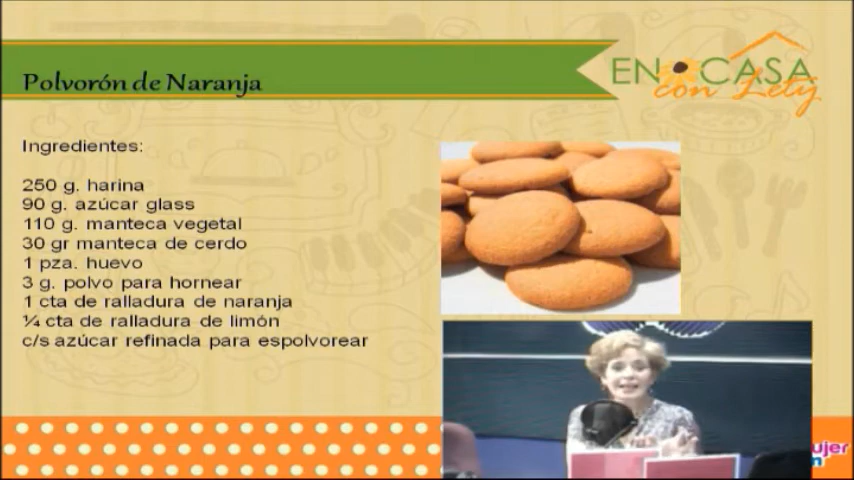 Polvorón de Naranja
EN CASA
con Lety
Ingredientes:
250 g. harina
90 g. azúcar glass
110 g. manteca vegetal
30 gr manteca de cerdo
1 pza. huevo
3 g. polvo para hornear
1 cta de ralladura de naranja
¼ cta de ralladura de limón
c/s azúcar refinada para espolvorear